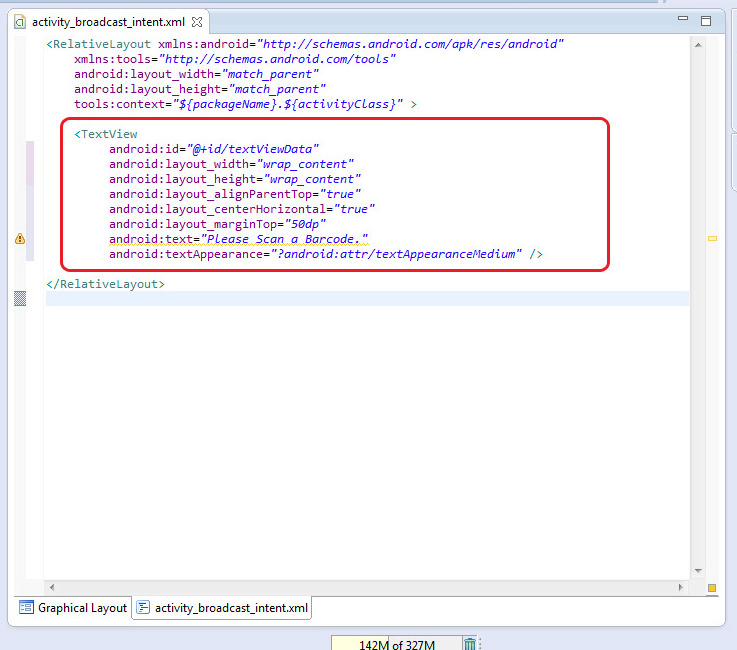 activity_broadcast_intent.xml
<RelativeLayout xmlns:android="http://schemas.android.com/apk/res/android"
    xmlns:tools="http://schemas.android.com/tools"
    android:layout_width="match_parent"
    android:layout_height="match_parent"
    tools:context="${packageName}.${activityClass}" >
    <TextView
        android:id="@+id/textViewData"
        android:layout_width="wrap_content"
        android:layout_height="wrap_content"
        android:layout_alignParentTop="true"
        android:layout_centerHorizontal="true"
        android:layout_marginTop="50dp"
        android:text="Please Scan a Barcode."
        android:textAppearance="?android:attr/textAppearanceMedium" />
</RelativeLayout>
Graphical Layout activity_broadcast_intent.xml
142M of 327M